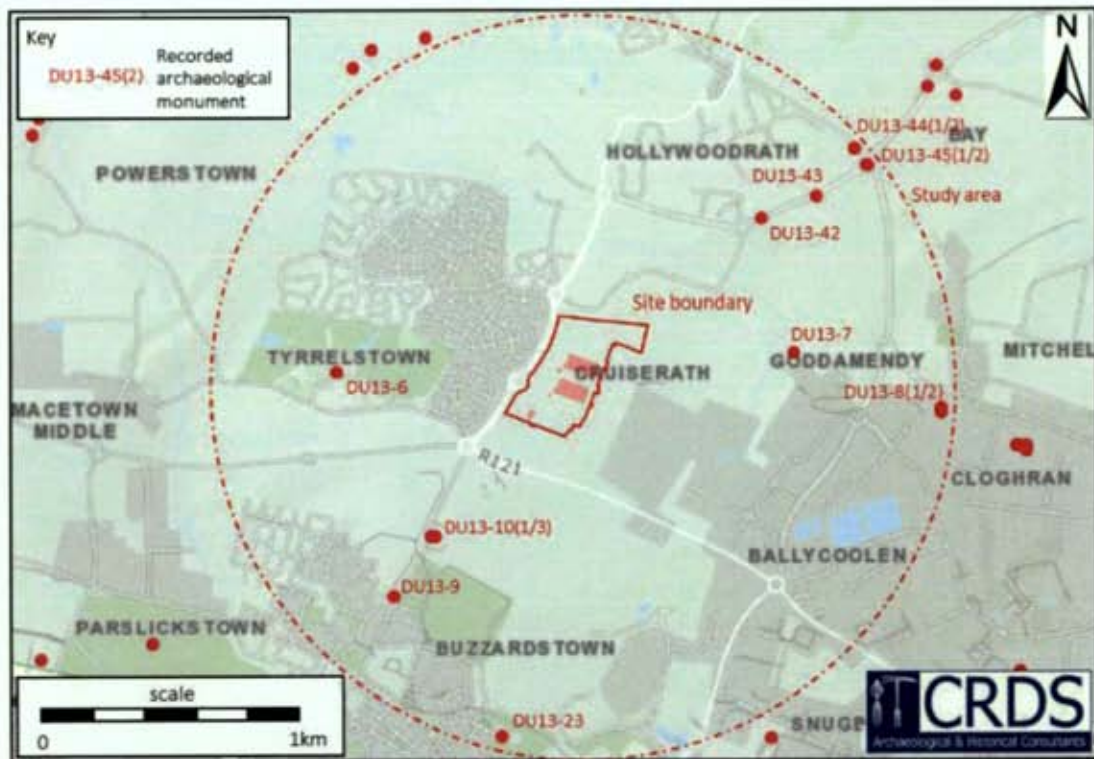 Key
DU13-45(2)
Recorded
archaeological
monument
N
POWERSTOWN
HOLLYWOODRATH
DU13-44(1/2)
BAY
DU13-45(1/2)
DU13-43
Study area
DU13-42
Site boundary
TYRRELSTOWN
DU13-6
CRUISERATH
DU13-7
GODDAMENDY
MITCHEL
DU13-8(1/2)
MACETOWN
MIDDLE
R121
CLOGHRAN
DU13-10(1/3)
BALLYCOOLEN
DU13-9
PARSLICKSTOWN
BUZZARDSTOWN
scale
0
1km
DU13-23
SNUGB
CRDS
Archaeological & Historical Consultants